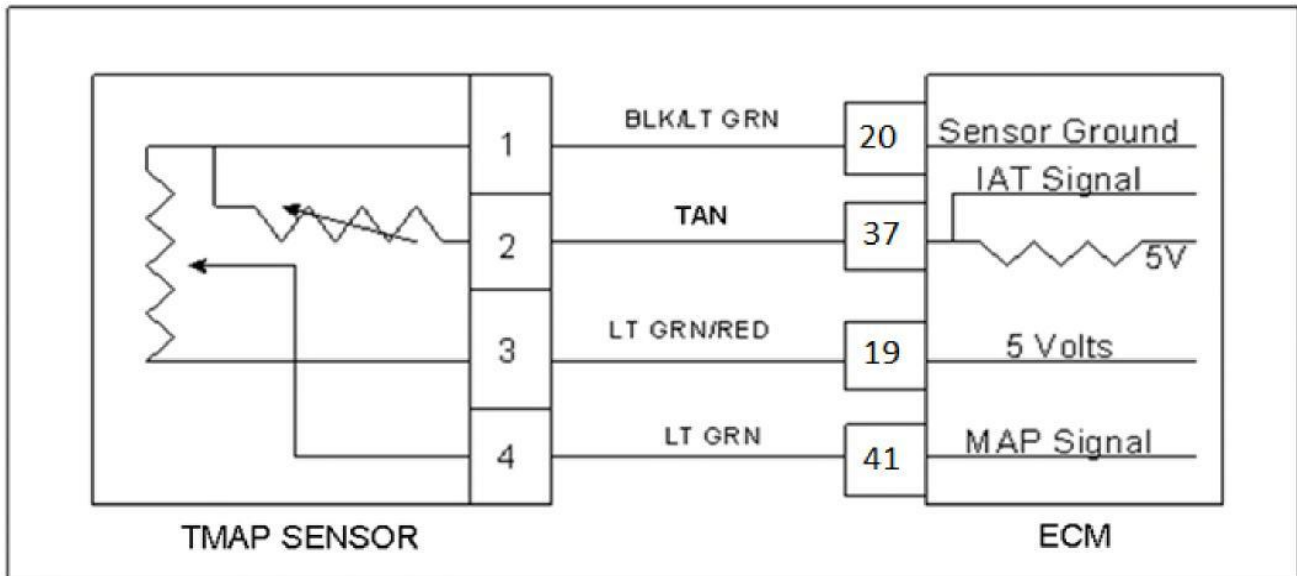 BLK/LT GRN
1
20
Sensor Ground
IAT Signal
TAN
2
37
5V
LT GRN/RED
3
19
5 Volts
LT GRN
4
41
MAP Signal
TMAP SENSOR
ECM